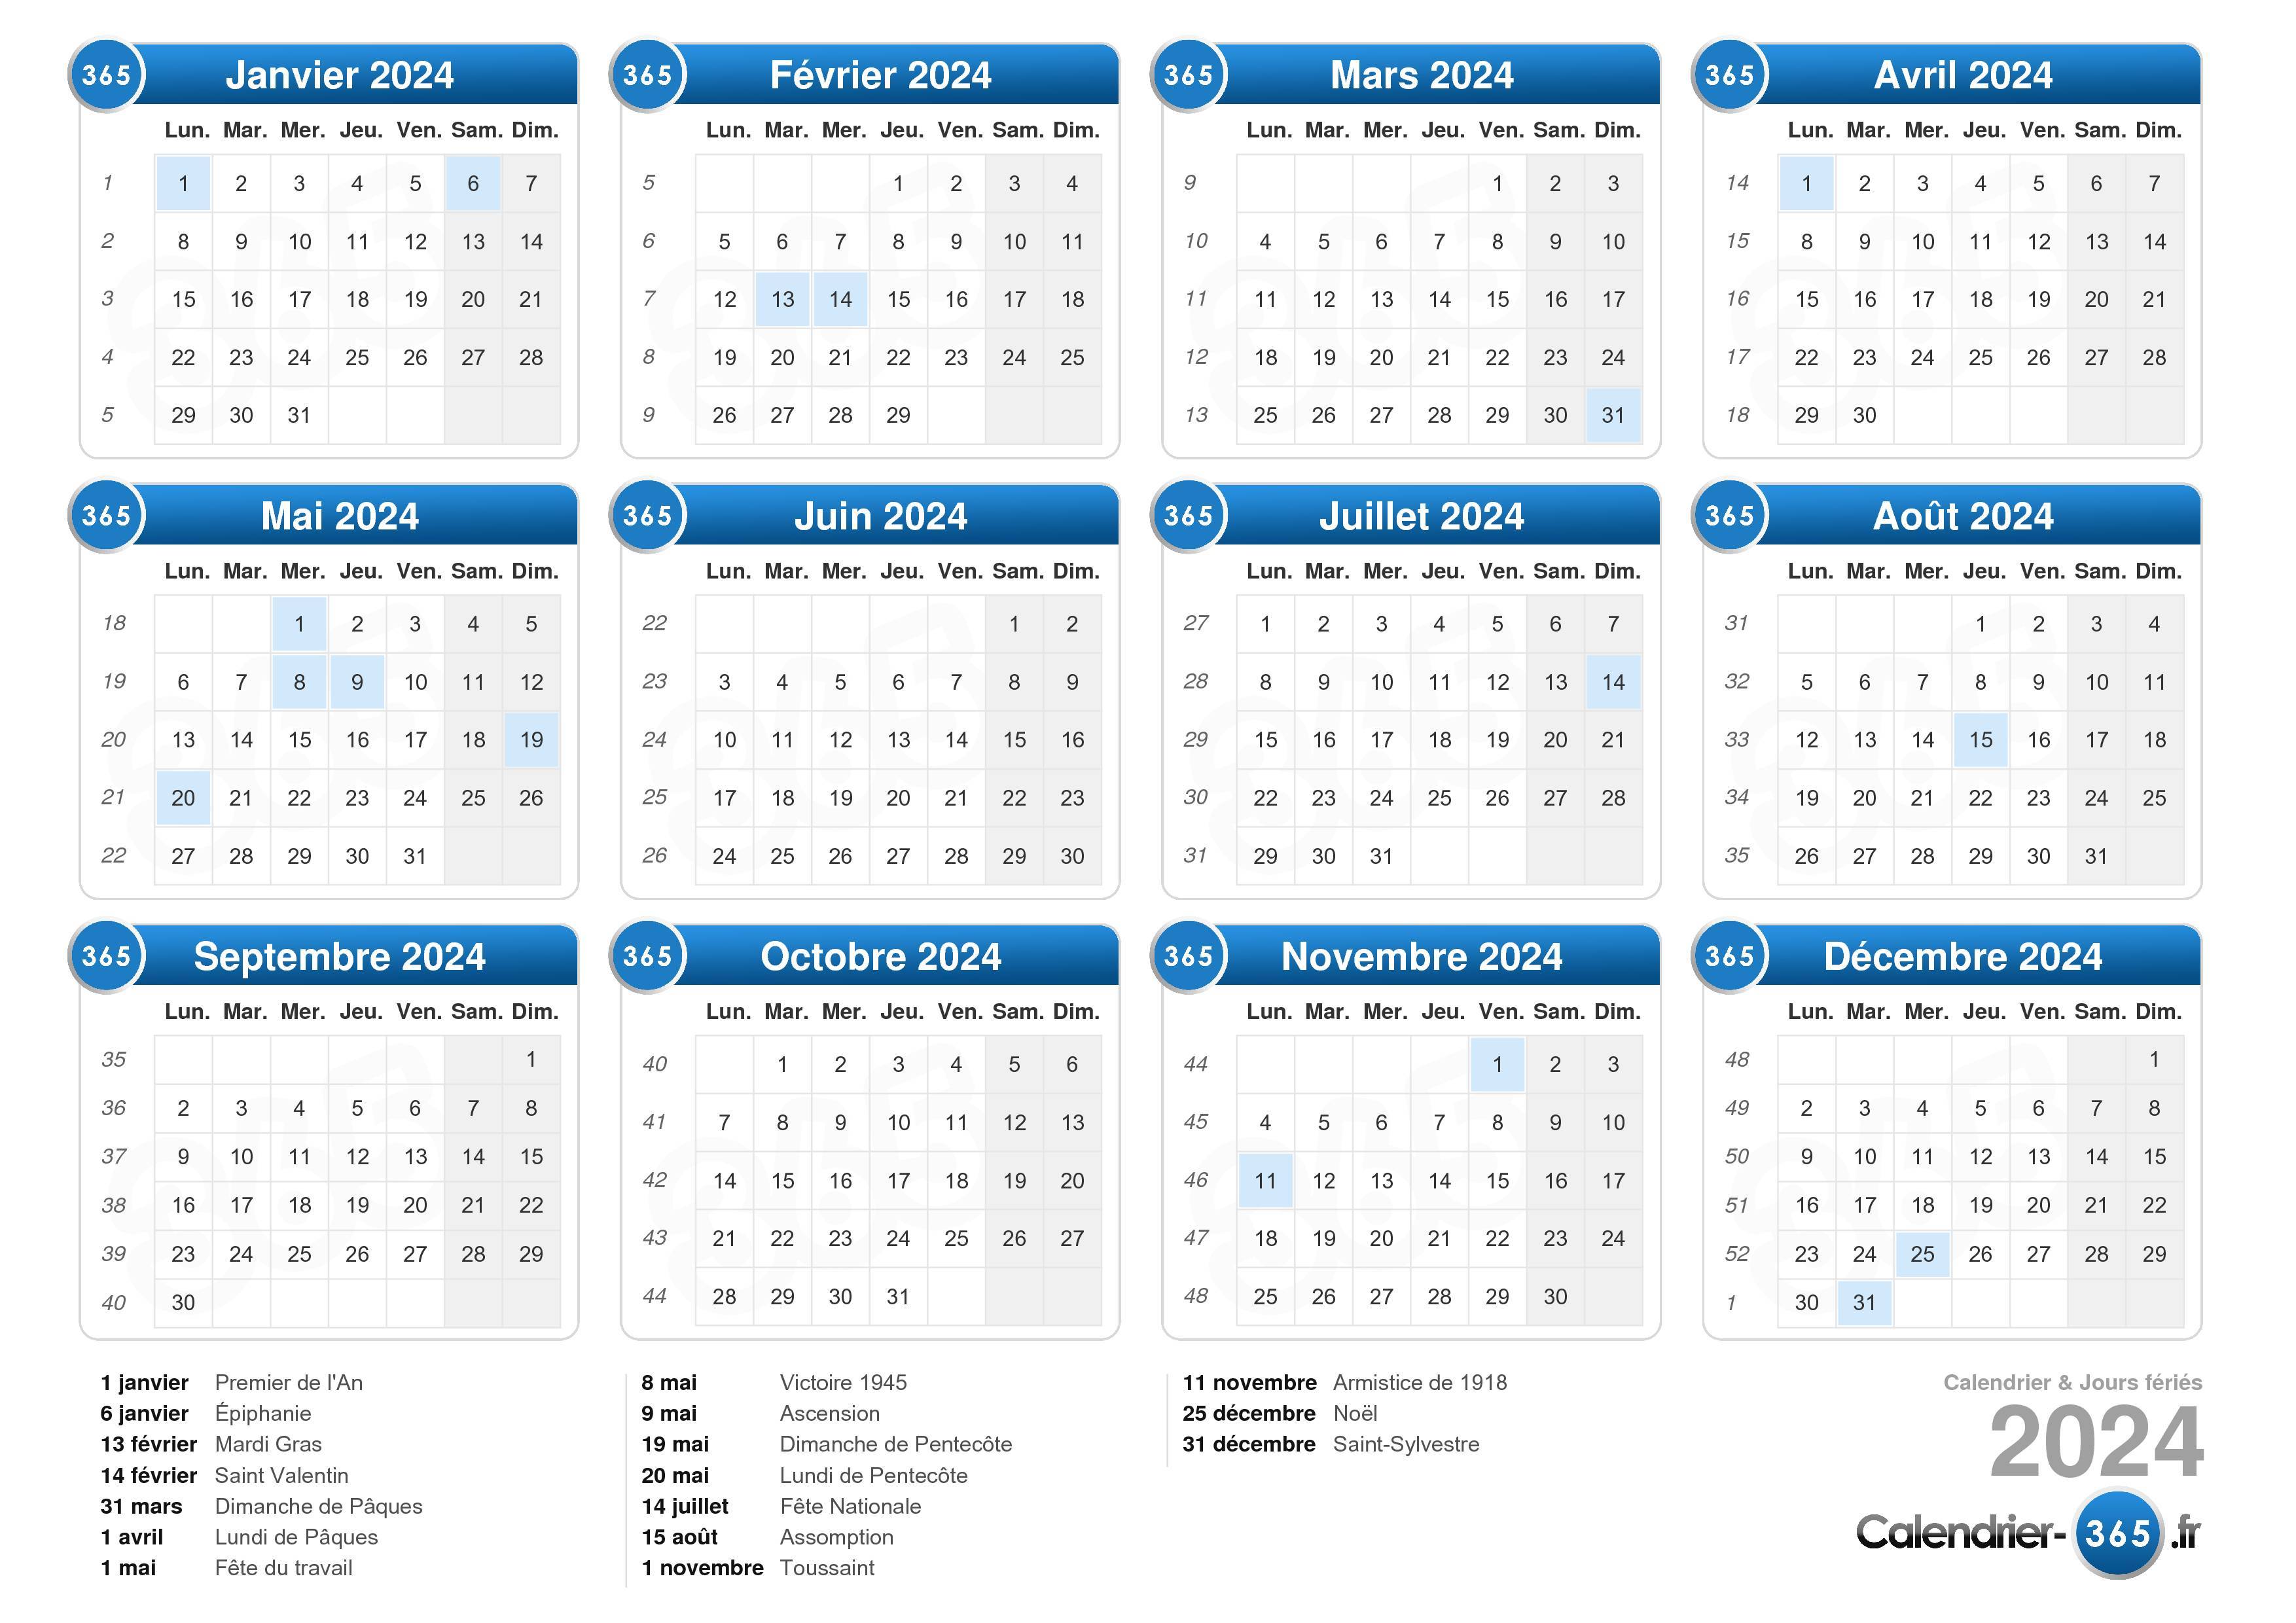 365 Janvier 2024
Lun. Mar. Mer. Jeu. Ven. Sam. Dim.
1 1 2 3 4 5 6 7
2 8 9 10 11 12 13 14
3 15 16 17 18 19 20 21
4 22 23 24 25 26 27 28
5 29 30 31
365 Février 2024
Lun. Mar. Mer. Jeu. Ven. Sam. Dim.
5 1 2 3 4
6 5 6 7 8 9 10 11
7 12 13 14 15 16 17 18
8 19 20 21 22 23 24 25
9 26 27 28 29
365 Mars 2024
Lun. Mar. Mer. Jeu. Ven. Sam. Dim.
9 1 2 3
10 4 5 6 7 8 9 10
11 11 12 13 14 15 16 17
12 18 19 20 21 22 23 24
13 25 26 27 28 29 30 31
365 Avril 2024
Lun. Mar. Mer. Jeu. Ven. Sam. Dim.
14 1 2 3 4 5 6 7
15 8 9 10 11 12 13 14
16 15 16 17 18 19 20 21
17 22 23 24 25 26 27 28
18 29 30
365 Mai 2024
Lun. Mar. Mer. Jeu. Ven. Sam. Dim.
18 1 2 3 4 5
19 6 7 8 9 10 11 12
20 13 14 15 16 17 18 19
21 20 21 22 23 24 25 26
22 27 28 29 30 31
365 Juin 2024
Lun. Mar. Mer. Jeu. Ven. Sam. Dim.
22 1 2
23 3 4 5 6 7 8 9
24 10 11 12 13 14 15 16
25 17 18 19 20 21 22 23
26 24 25 26 27 28 29 30
365 Juillet 2024
Lun. Mar. Mer. Jeu. Ven. Sam. Dim.
27 1 2 3 4 5 6 7
28 8 9 10 11 12 13 14
29 15 16 17 18 19 20 21
30 22 23 24 25 26 27 28
31 29 30 31
365 Août 2024
Lun. Mar. Mer. Jeu. Ven. Sam. Dim.
31 1 2 3 4
32 5 6 7 8 9 10 11
33 12 13 14 15 16 17 18
34 19 20 21 22 23 24 25
35 26 27 28 29 30 31
365 Septembre 2024
Lun. Mar. Mer. Jeu. Ven. Sam. Dim.
35 1
36 2 3 4 5 6 7 8
37 9 10 11 12 13 14 15
38 16 17 18 19 20 21 22
39 23 24 25 26 27 28 29
40 30
365 Octobre 2024
Lun. Mar. Mer. Jeu. Ven. Sam. Dim.
40 1 2 3 4 5 6
41 7 8 9 10 11 12 13
42 14 15 16 17 18 19 20
43 21 22 23 24 25 26 27
44 28 29 30 31
365 Novembre 2024
Lun. Mar. Mer. Jeu. Ven. Sam. Dim.
44 1 2 3
45 4 5 6 7 8 9 10
46 11 12 13 14 15 16 17
47 18 19 20 21 22 23 24
48 25 26 27 28 29 30
365 Décembre 2024
Lun. Mar. Mer. Jeu. Ven. Sam. Dim.
48 1
49 2 3 4 5 6 7 8
50 9 10 11 12 13 14 15
51 16 17 18 19 20 21 22
52 23 24 25 26 27 28 29
1 30 31
1 janvier Premier de l'An
6 janvier Épiphanie
13 février Mardi Gras
14 février Saint Valentin
31 mars Dimanche de Pâques
1 avril Lundi de Pâques
1 mai Fête du travail
8 mai Victoire 1945
9 mai Ascension
19 mai Dimanche de Pentecôte
20 mai Lundi de Pentecôte
14 juillet Fête Nationale
15 août Assomption
1 novembre Toussaint
11 novembre Armistice de 1918
25 décembre Noël
31 décembre Saint-Sylvestre
Calendrier & Jours fériés
2024
Calendrier-365.fr